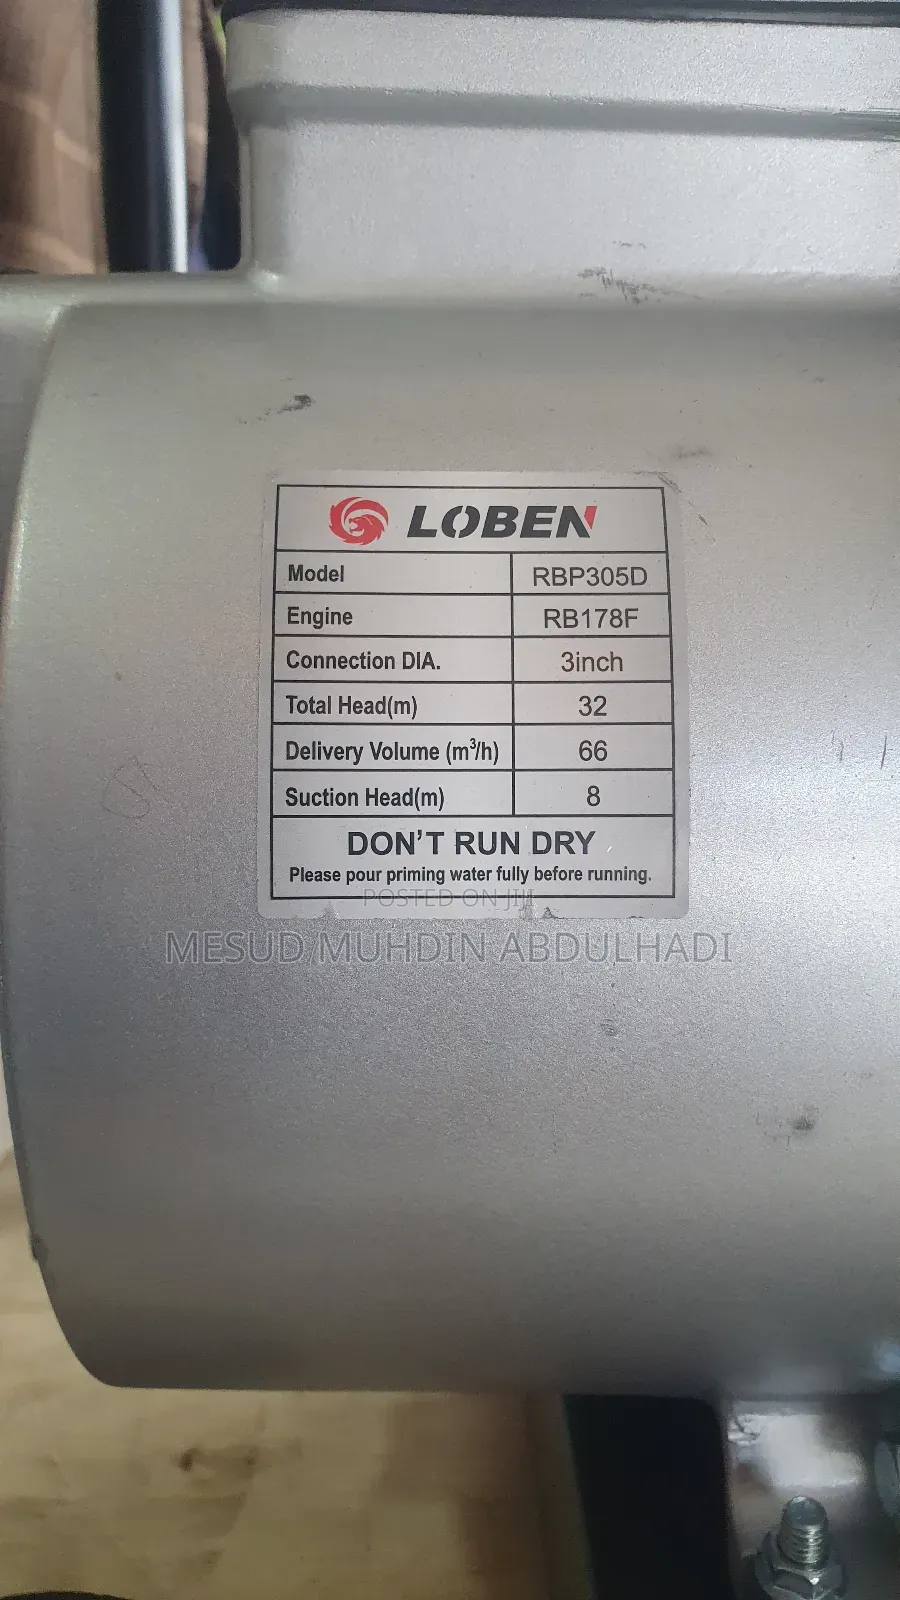 LOBEN
Model RBP305D
Engine RB178F
Connection DIA. 3inch
Total Head(m) 32
Delivery Volume (m³/h) 66
Suction Head(m) 8
DON'T RUN DRY
Please pour priming water fully before running.
POSTED ON JIJI
MESUD MUHDIN ABDULHADI